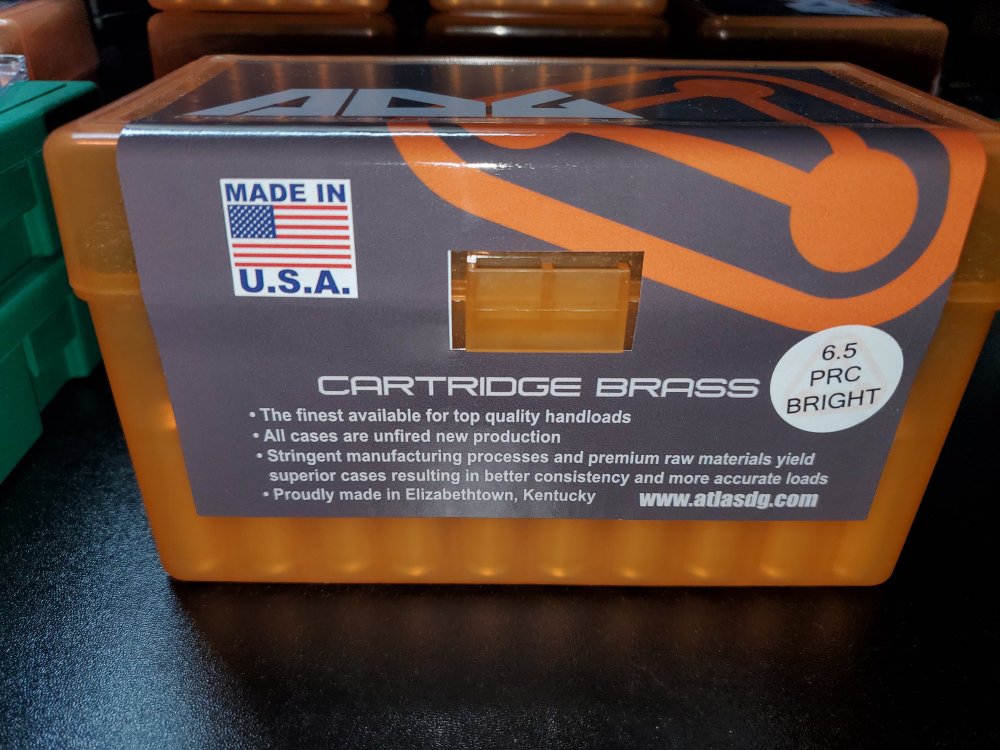 ADG
MADE IN
U.S.A.
6.5
PRC
BRIGHT
CARTRIDGE BRASS
• The finest available for top quality handloads
• All cases are unfired new production
• Stringent manufacturing processes and premium raw materials yield
superior cases resulting in better consistency and more accurate loads
• Proudly made in Elizabethtown, Kentucky www.atlasdg.com